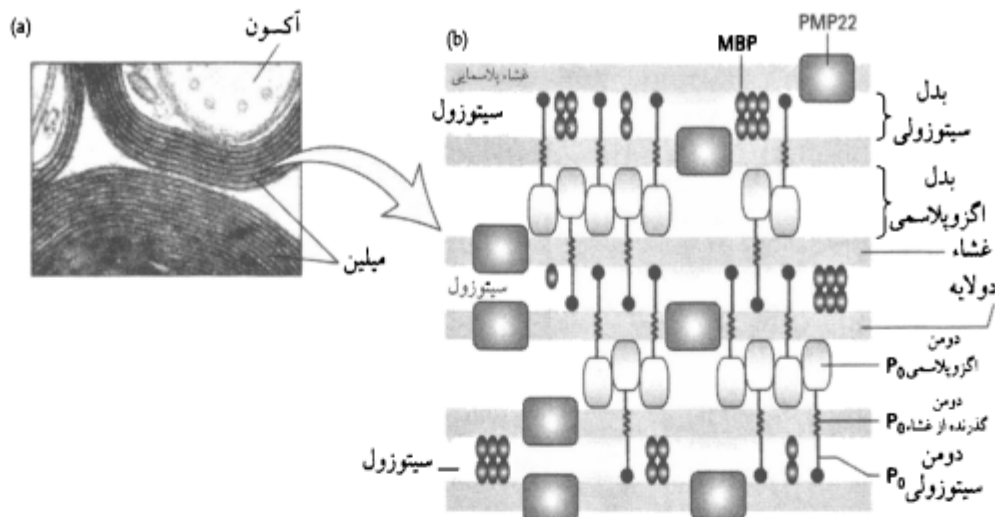 (a)
آکسون
میلین
(b)
MBP
PMP22
غشاء پلاسمایی
سیتوزول
بدل
سیتوزولی
بدل
اگزوپلاسمی
غشاء
دولایه
سیتوزول
دومن
اگزوپلاسمی P₀
دومن
گذرنده از غشاء P₀
دومن
سیتوزولی P₀
سیتوزول